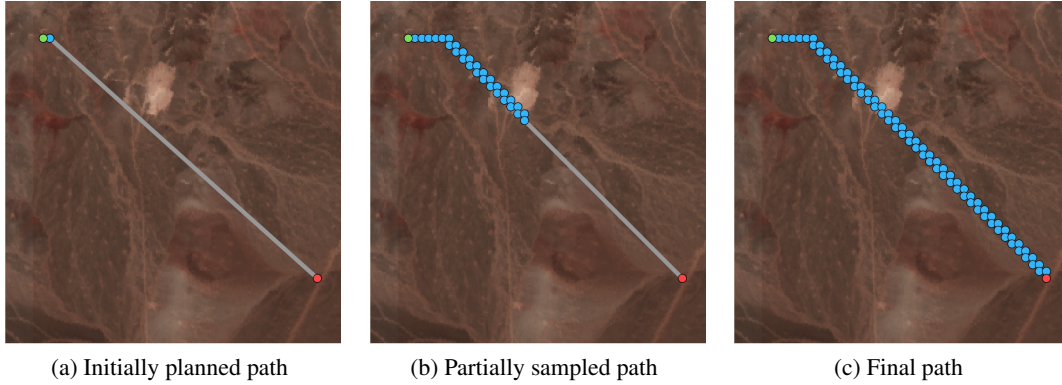 (a) Initially planned path
(b) Partially sampled path
(c) Final path